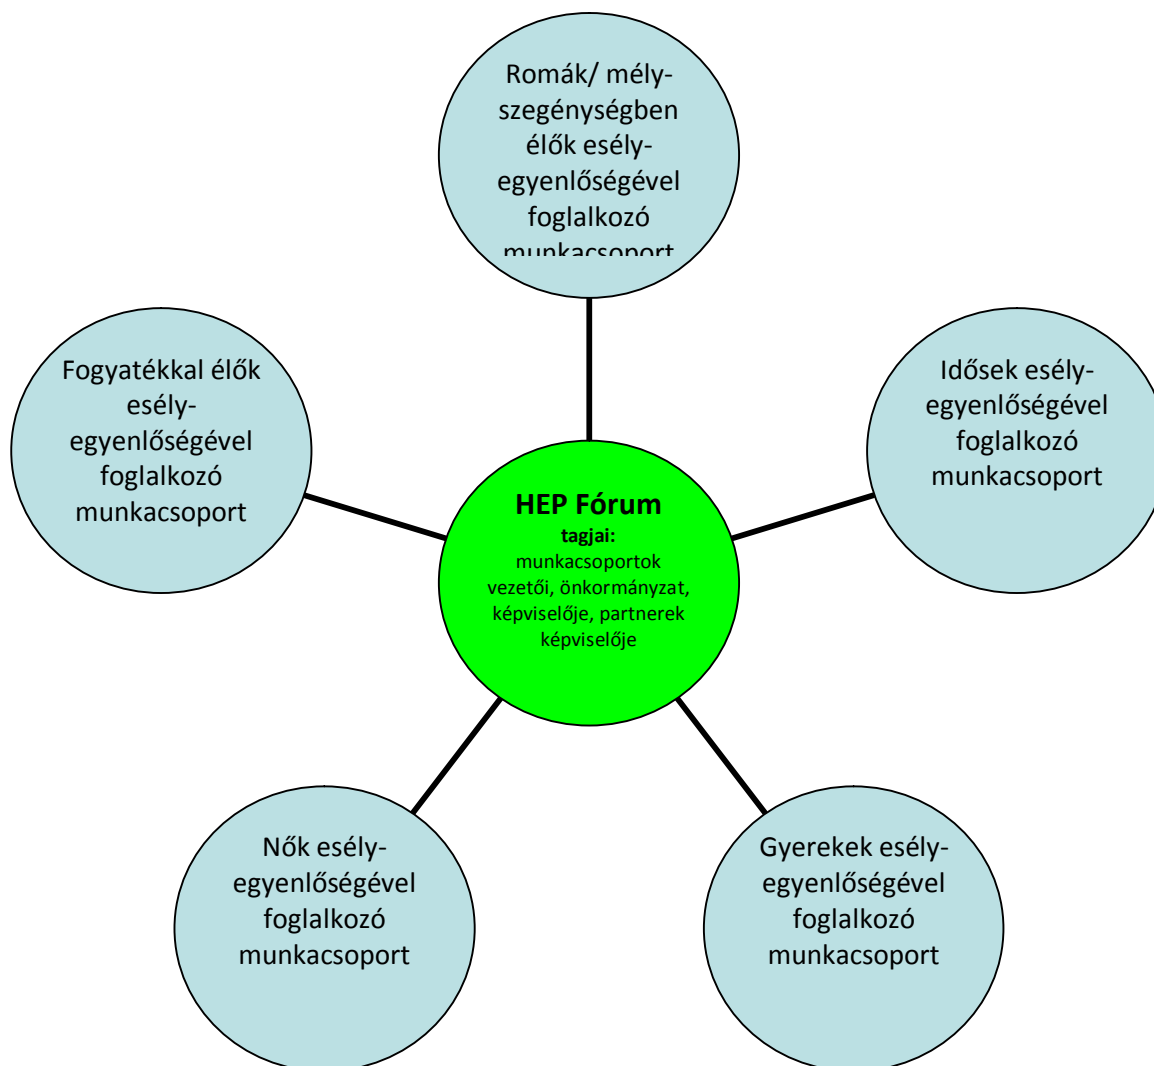 Romák/ mély-
szegénységben
élők esély-
egyenlőségével
foglalkozó
munkacsoport
Fogyatékkal élők
esély-
egyenlőségével
foglalkozó
munkacsoport
Idősek esély-
egyenlőségével
foglalkozó
munkacsoport
HEP Fórum
tagjai:
munkacsoportok
vezetői, önkormányzat,
képviselője, partnerek
képviselője
Nők esély-
egyenlőségével
foglalkozó
munkacsoport
Gyerekek esély-
egyenlőségével
foglalkozó
munkacsoport